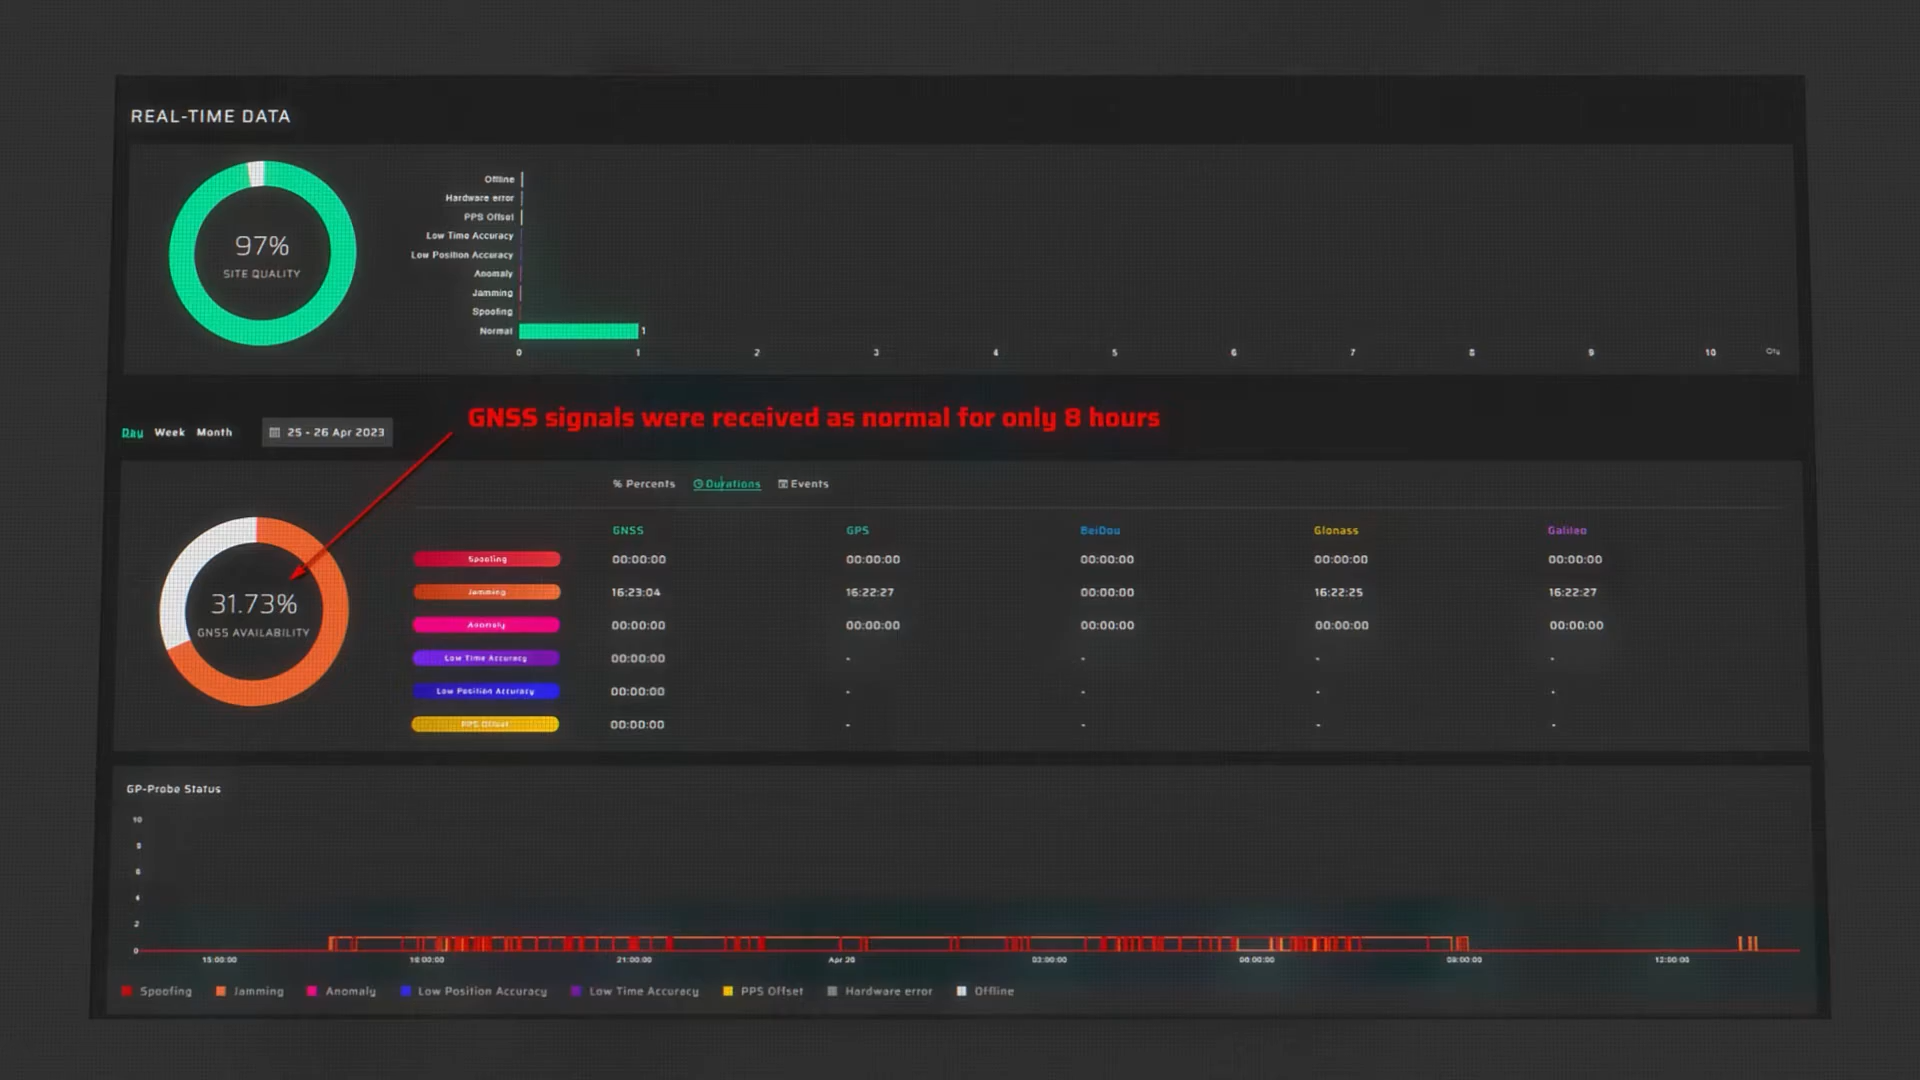 REAL-TIME DATA
97%
SITE QUALITY
Offline
Hardware error
PPS Offset
Low Time Accuracy
Low Position Accuracy
Anomaly
Jamming
Spoofing
Normal 1
0 1 2 3 4 5 6 7 8 9 10 Qty
GNSS signals were received as normal for only 8 hours
Day Week Month 25 - 26 Apr 2023
% Percents Durations Events
31.73%
GNSS AVAILABILITY
GNSS GPS BeiDou Glonass Galileo
Spoofing 00:00:00 00:00:00 00:00:00 00:00:00 00:00:00
Jamming 16:23:04 16:22:27 00:00:00 16:22:25 16:22:27
Anomaly 00:00:00 00:00:00 00:00:00 00:00:00 00:00:00
Low Time Accuracy 00:00:00 - - - -
Low Position Accuracy 00:00:00 - - - -
PPS Offset 00:00:00 - - - -
GP-Probe Status
10
8
6
4
2
0
15:00:00 18:00:00 21:00:00 Apr 03:00:00 06:00:00 09:00:00 12:00:00
Spoofing Jamming Anomaly Low Position Accuracy Low Time Accuracy PPS Offset Hardware error Offline